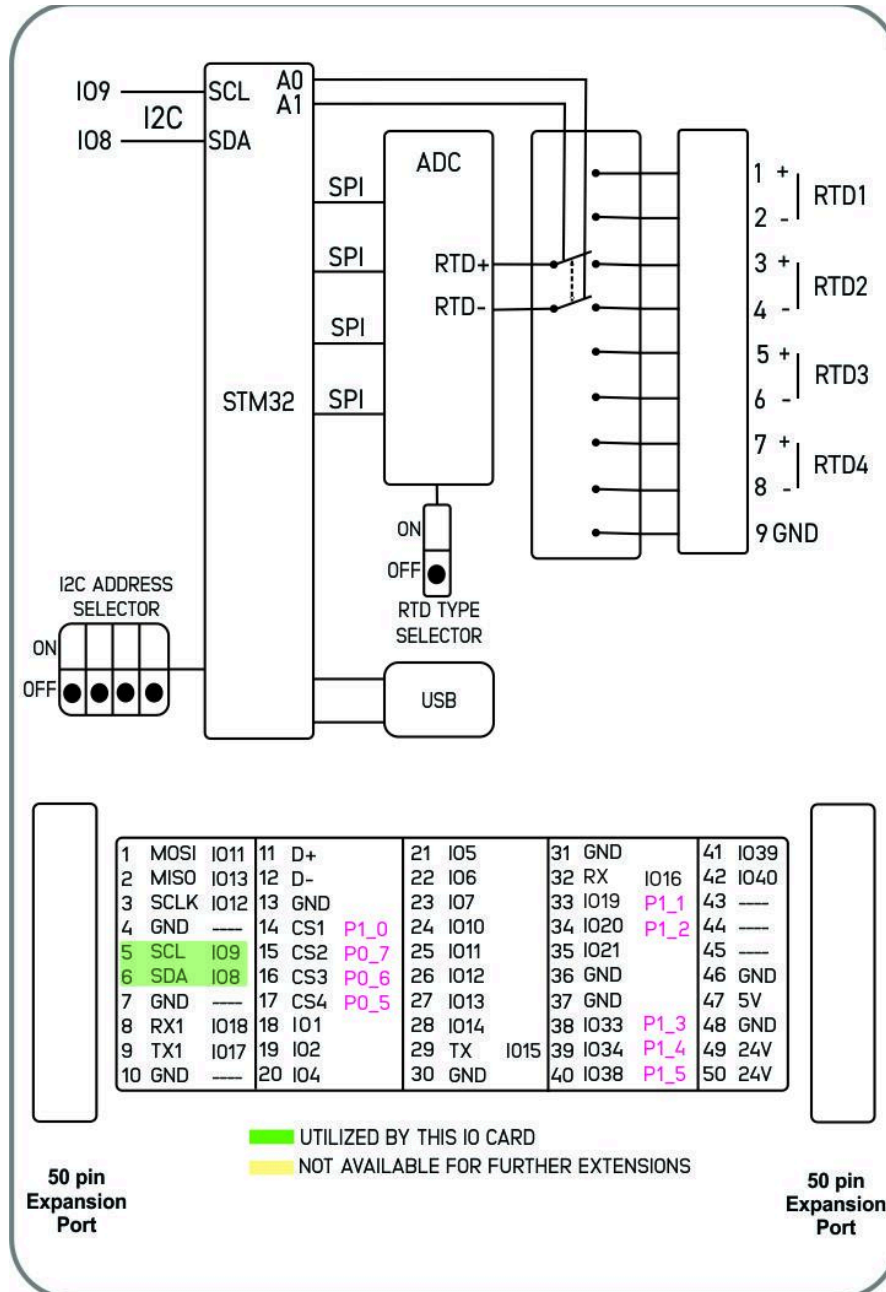 IO9
I2C
IO8
SCL
SDA
A0
A1
STM32
SPI
SPI
SPI
SPI
ADC
RTD+
RTD-
1 +
2 -
RTD1
3 +
4 -
RTD2
5 +
6 -
RTD3
7 +
8 -
RTD4
9 GND
ON
OFF
RTD TYPE
SELECTOR
I2C ADDRESS
SELECTOR
ON
OFF
USB
1 MOSI IO11
2 MISO IO13
3 SCLK IO12
4 GND ----
5 SCL IO9
6 SDA IO8
7 GND ----
8 RX1 IO18
9 TX1 IO17
10 GND ----
11 D+
12 D-
13 GND
14 CS1 P1_0
15 CS2 P0_7
16 CS3 P0_6
17 CS4 P0_5
18 IO1
19 IO2
20 IO4
21 IO5
22 IO6
23 IO7
24 IO10
25 IO11
26 IO12
27 IO13
28 IO14
29 TX IO15
30 GND
31 GND
32 RX IO16
33 IO19 P1_1
34 IO20 P1_2
35 IO21
36 GND
37 GND
38 IO33 P1_3
39 IO34 P1_4
40 IO38 P1_5
41 IO39
42 IO40
43 ----
44 ----
45 ----
46 GND
47 5V
48 GND
49 24V
50 24V
UTILIZED BY THIS IO CARD
NOT AVAILABLE FOR FURTHER EXTENSIONS
50 pin
Expansion
Port
50 pin
Expansion
Port